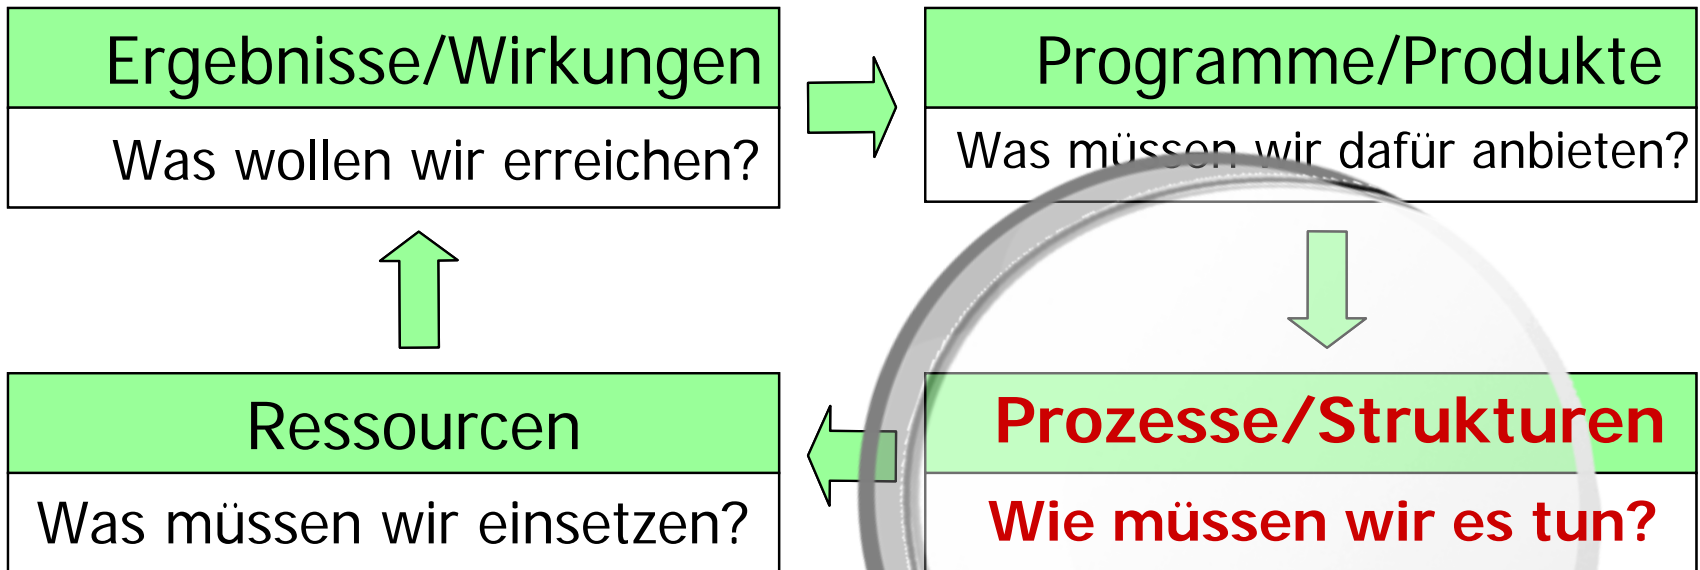 Ergebnisse/Wirkungen
Was wollen wir erreichen?
Programme/Produkte
Was müssen wir dafür anbieten?
Ressourcen
Was müssen wir einsetzen?
Prozesse/Strukturen
Wie müssen wir es tun?